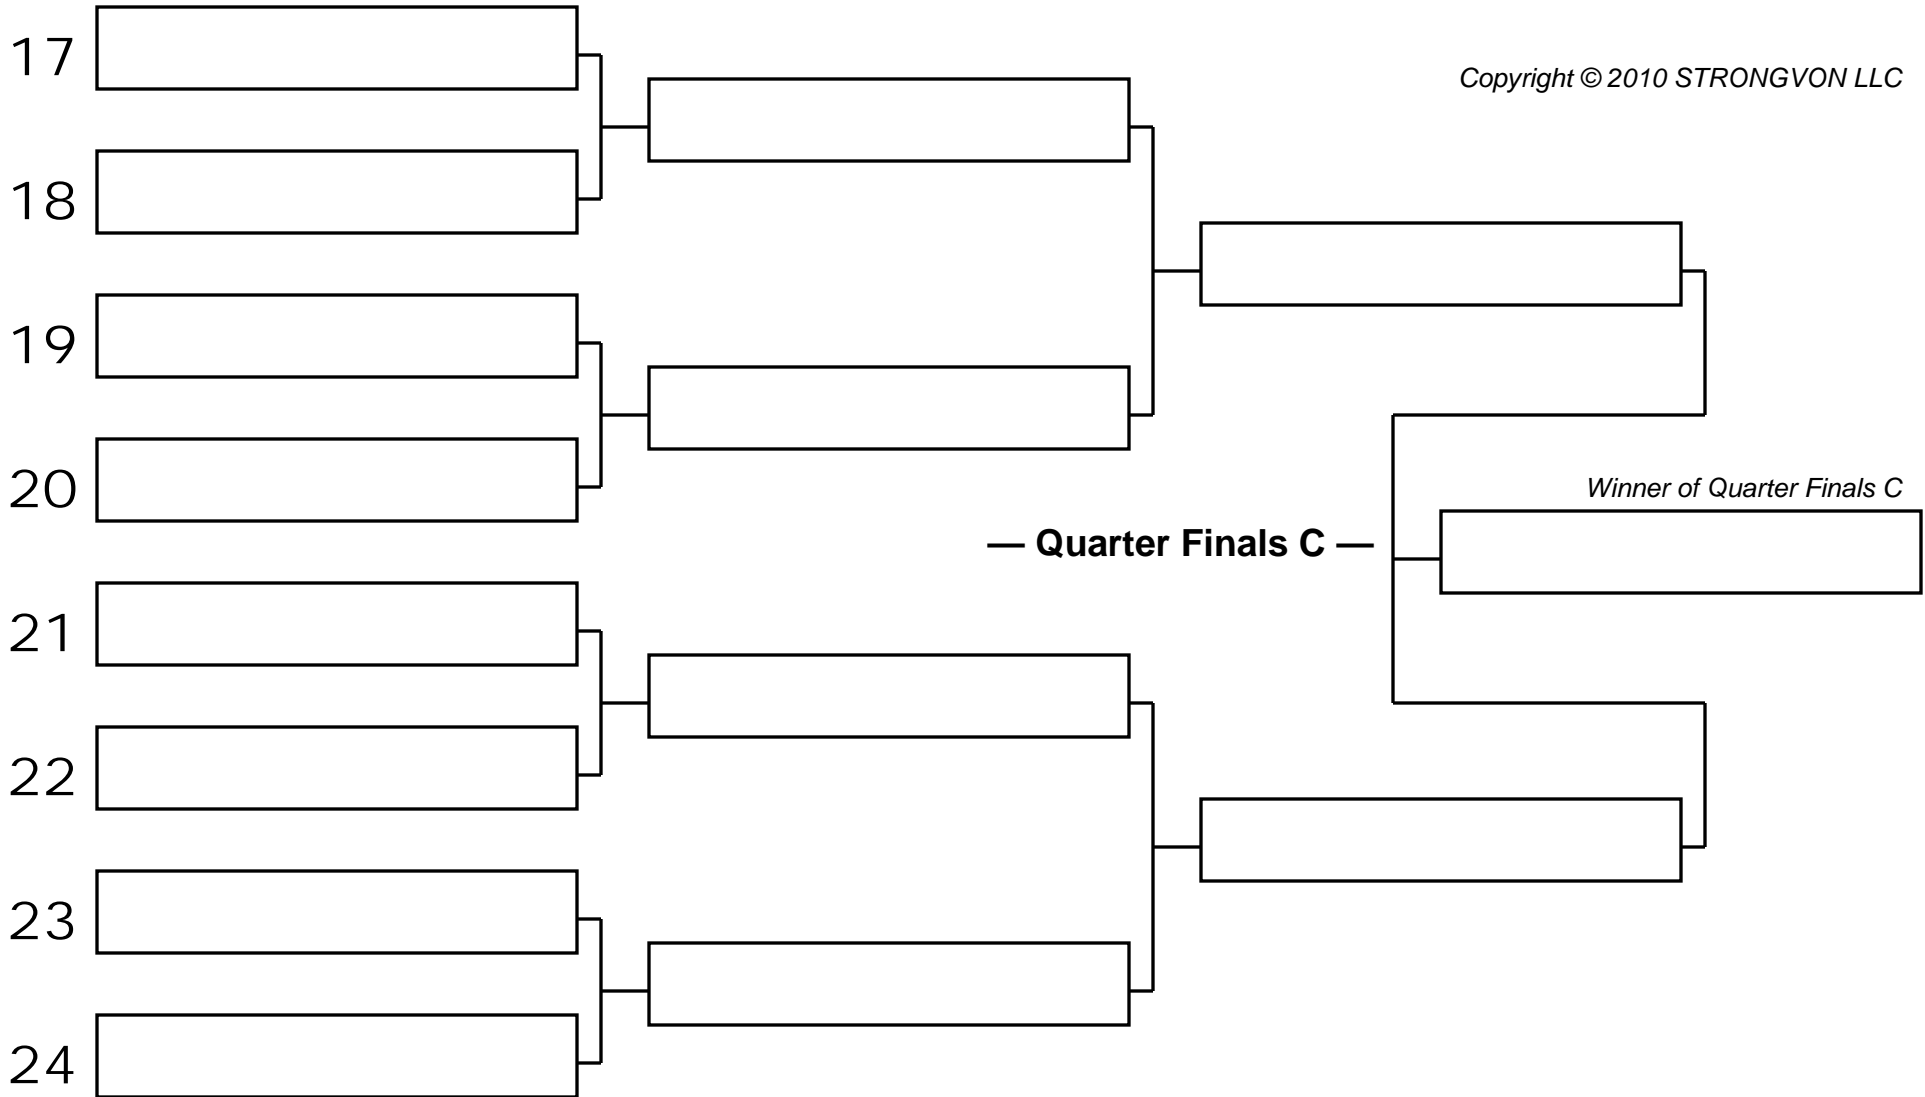 17
Copyright © 2010 STRONGVON LLC
18
19
20
Winner of Quarter Finals C
— Quarter Finals C —
21
22
23
24